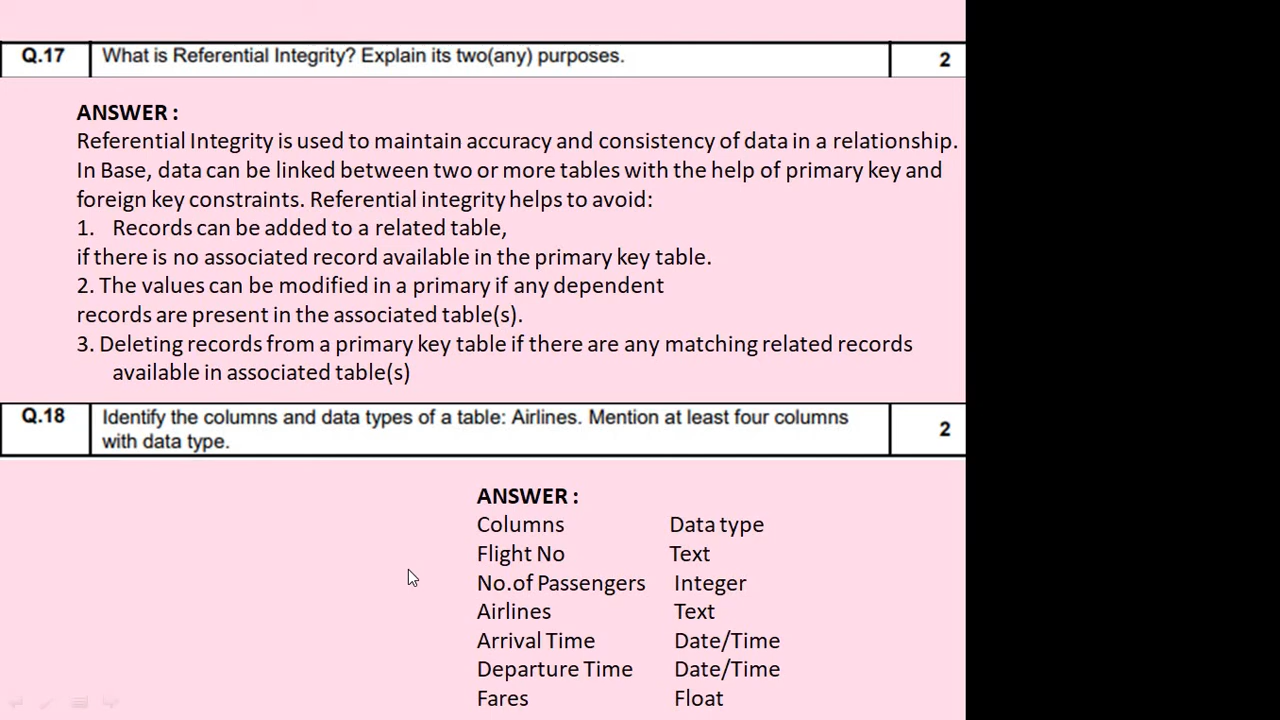 Q.17 What is Referential Integrity? Explain its two(any) purposes. 2
ANSWER :
Referential Integrity is used to maintain accuracy and consistency of data in a relationship.
In Base, data can be linked between two or more tables with the help of primary key and
foreign key constraints. Referential integrity helps to avoid:
1. Records can be added to a related table,
if there is no associated record available in the primary key table.
2. The values can be modified in a primary if any dependent
records are present in the associated table(s).
3. Deleting records from a primary key table if there are any matching related records
available in associated table(s)
Q.18 Identify the columns and data types of a table: Airlines. Mention at least four columns 2
with data type.
ANSWER :
Columns Data type
Flight No Text
No.of Passengers Integer
Airlines Text
Arrival Time Date/Time
Departure Time Date/Time
Fares Float